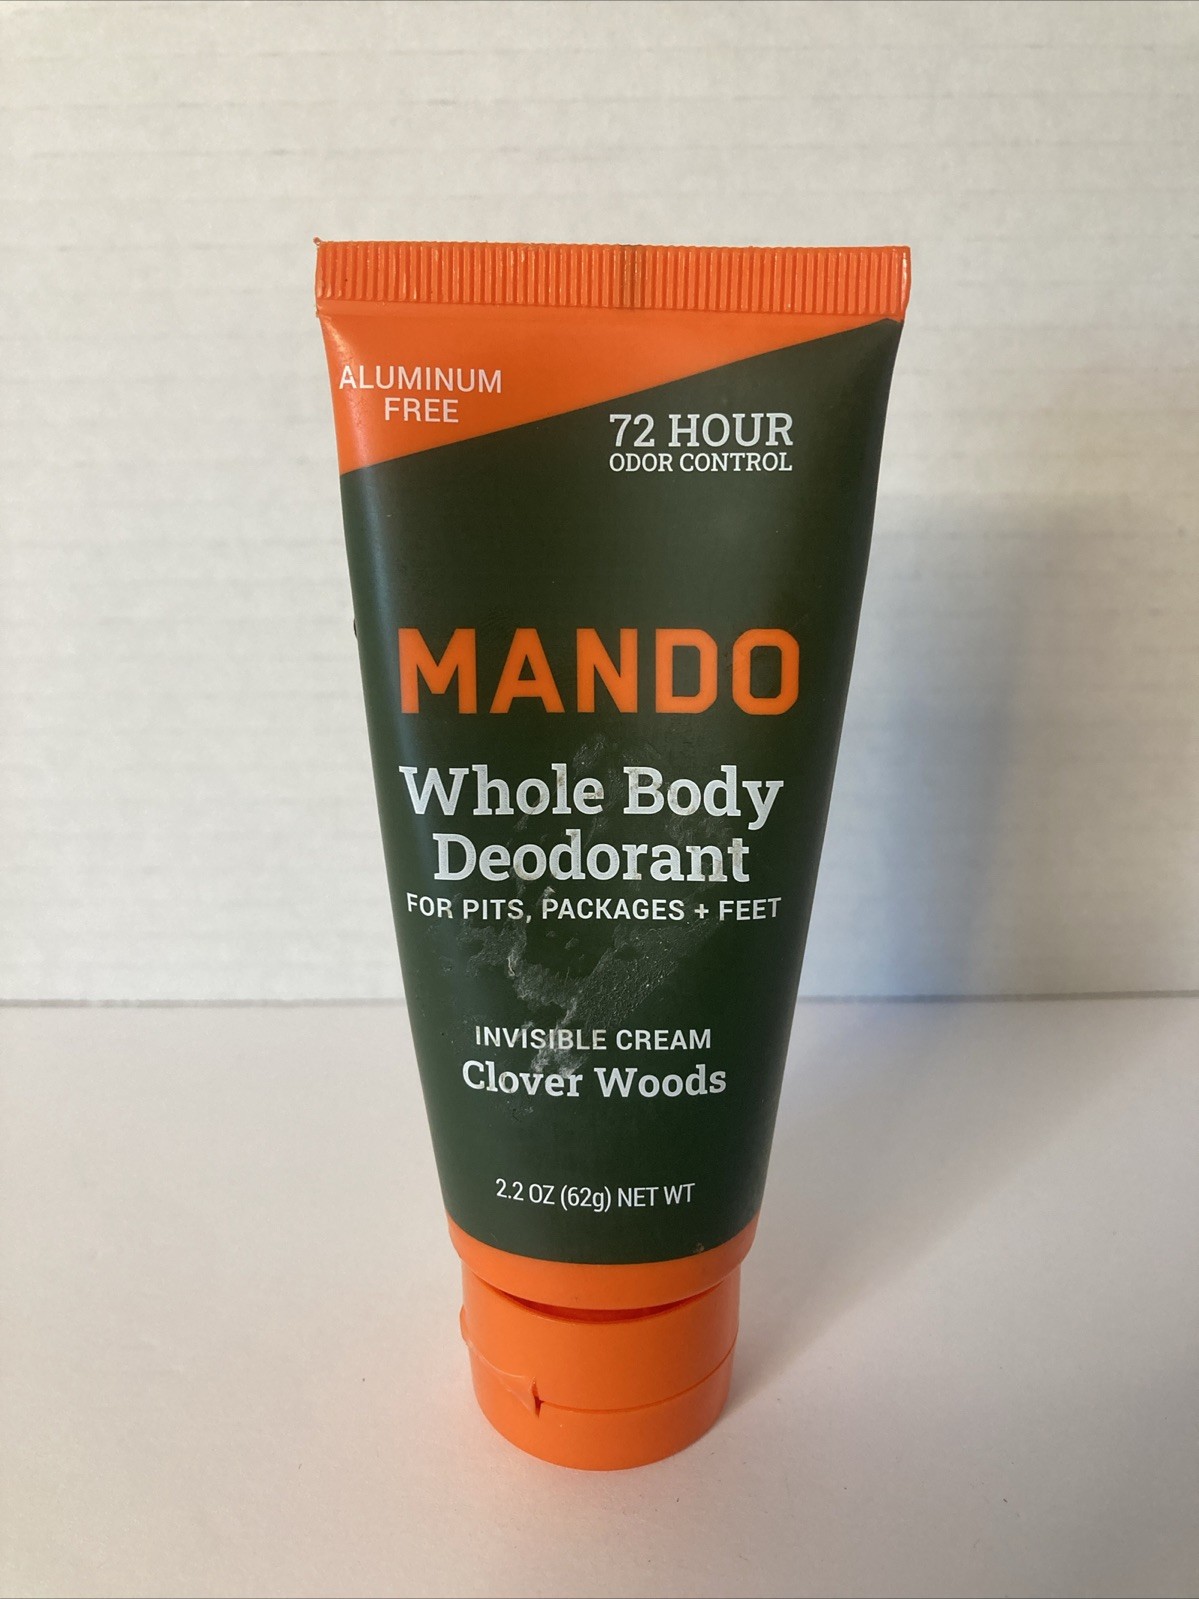 ALUMINUM
FREE
72 HOUR
ODOR CONTROL
MANDO
Whole Body
Deodorant
FOR PITS, PACKAGES + FEET
INVISIBLE CREAM
Clover Woods
2.2 OZ (62g) NET WT